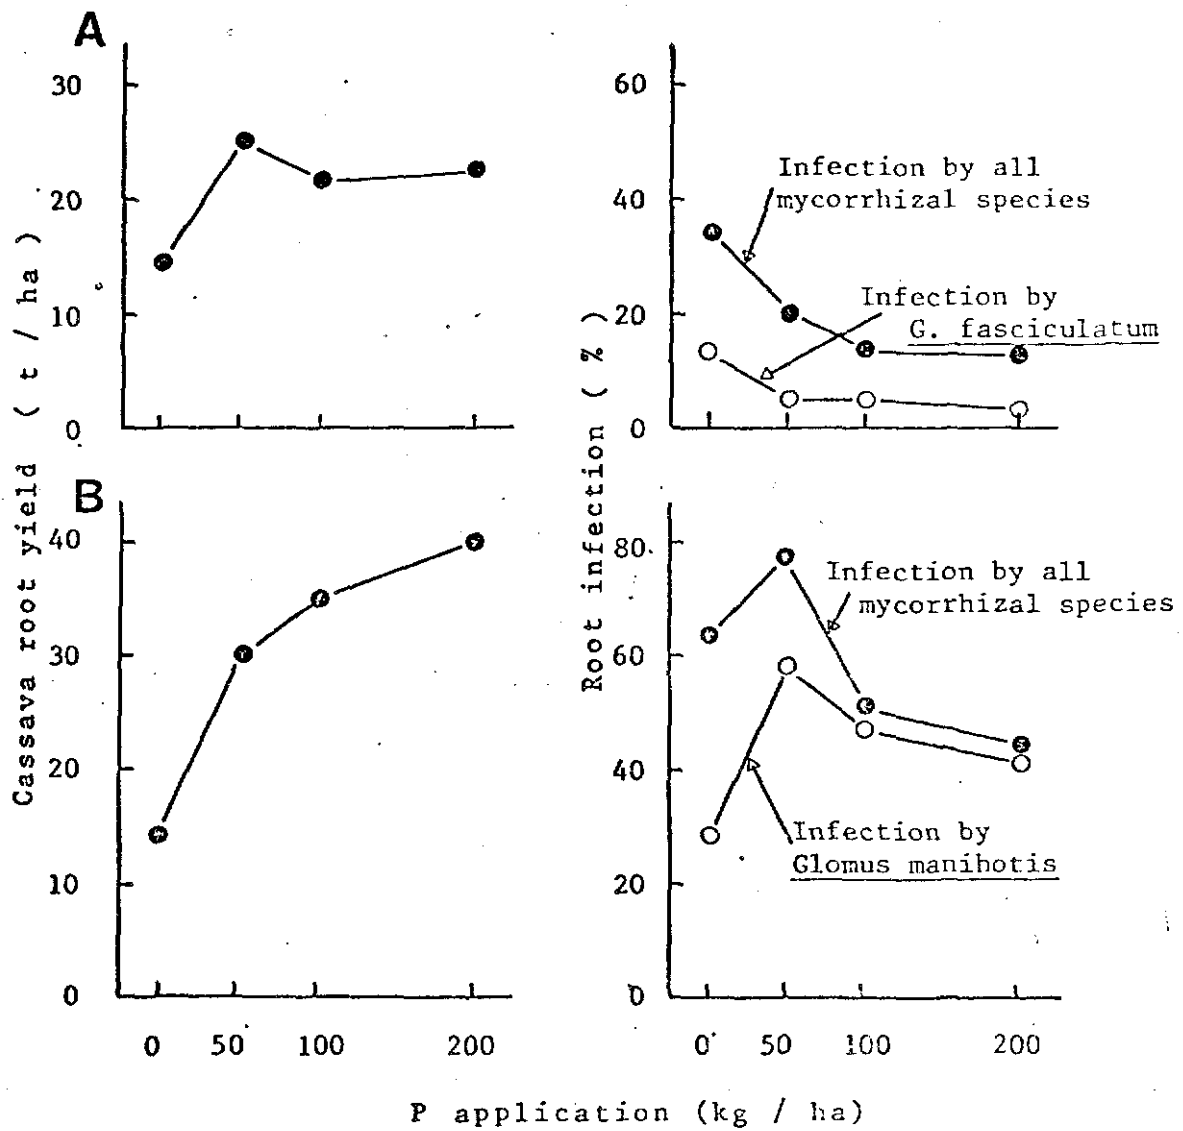 A
30
20
10
0
60
40
20
0
Infection by all
mycorrhizal species
Infection by
G. fasciculatum
Cassava root yield ( t / ha )
Root infection ( % )
B
40
30
20
10
0
80
60
40
20
0
Infection by all
mycorrhizal species
Infection by
Glomus manihotis
0 50 100 200
0 50 100 200
P application (kg / ha)